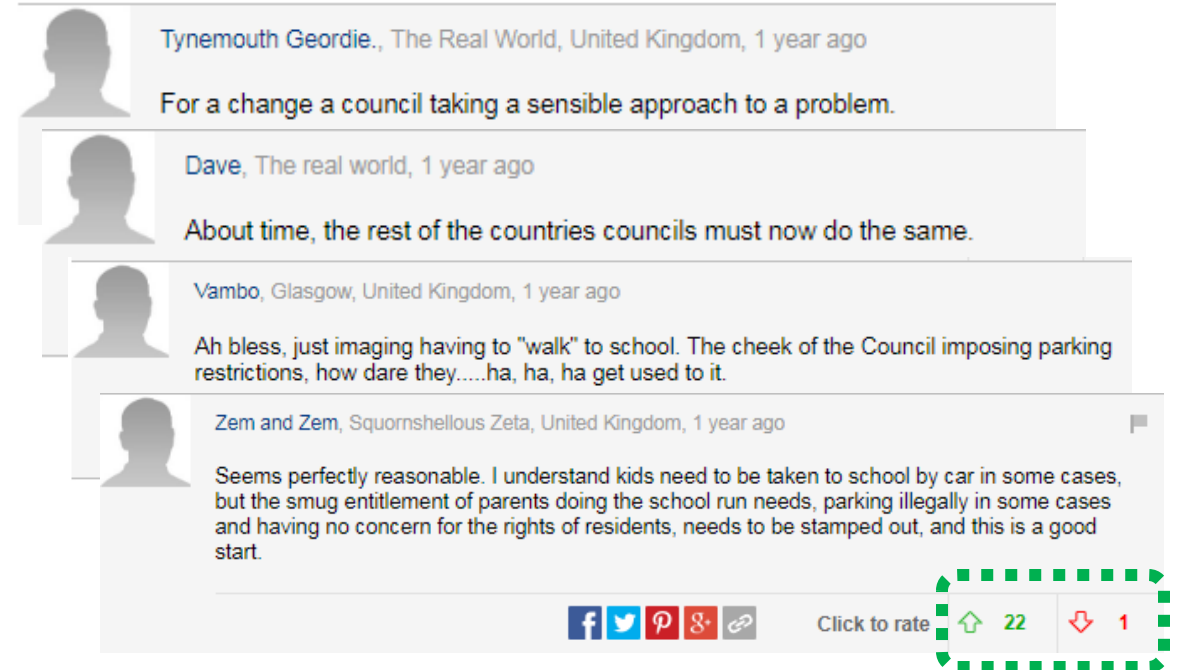 Tynemouth Geordie., The Real World, United Kingdom, 1 year ago
For a change a council taking a sensible approach to a problem.
Dave, The real world, 1 year ago
About time, the rest of the countries councils must now do the same.
Vambo, Glasgow, United Kingdom, 1 year ago
Ah bless, just imaging having to "walk" to school. The cheek of the Council imposing parking
restrictions, how dare they.....ha, ha, ha get used to it.
Zem and Zem, Squornshellous Zeta, United Kingdom, 1 year ago
Seems perfectly reasonable. I understand kids need to be taken to school by car in some cases,
but the smug entitlement of parents doing the school run needs, parking illegally in some cases
and having no concern for the rights of residents, needs to be stamped out, and this is a good
start.
Click to rate 22 1